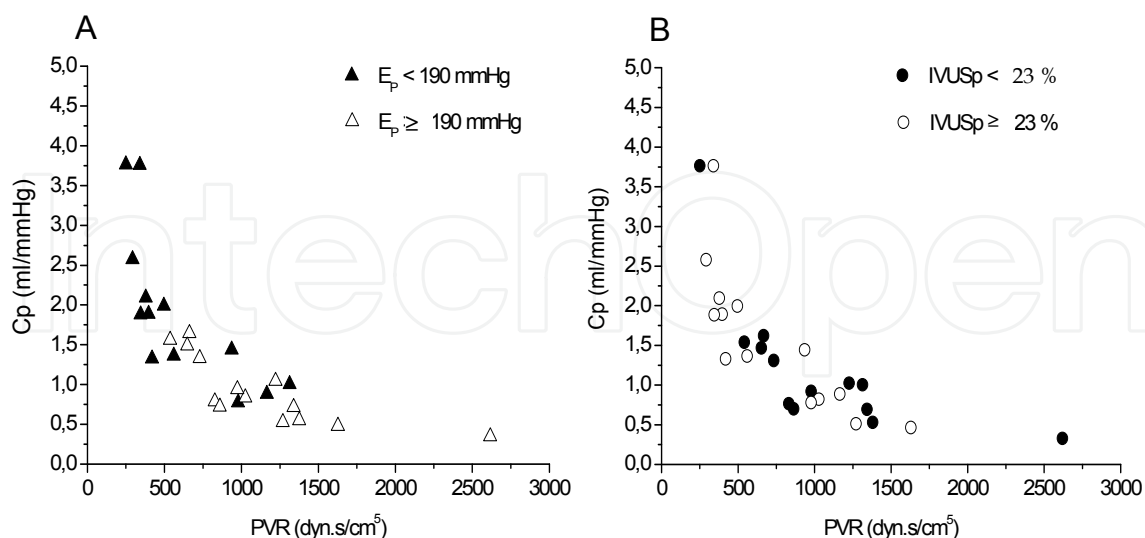 A
▲ E_P < 190 mmHg
△ E_P ≥ 190 mmHg
Cp (ml/mmHg)
5,0
4,5
4,0
3,5
3,0
2,5
2,0
1,5
1,0
0,5
0,0
0 500 1000 1500 2000 2500 3000
PVR (dyn.s/cm⁵)
B
● IVUSp < 23 %
○ IVUSp ≥ 23 %
Cp (ml/mmHg)
5,0
4,5
4,0
3,5
3,0
2,5
2,0
1,5
1,0
0,5
0,0
0 500 1000 1500 2000 2500 3000
PVR (dyn.s/cm⁵)
IntechOpen